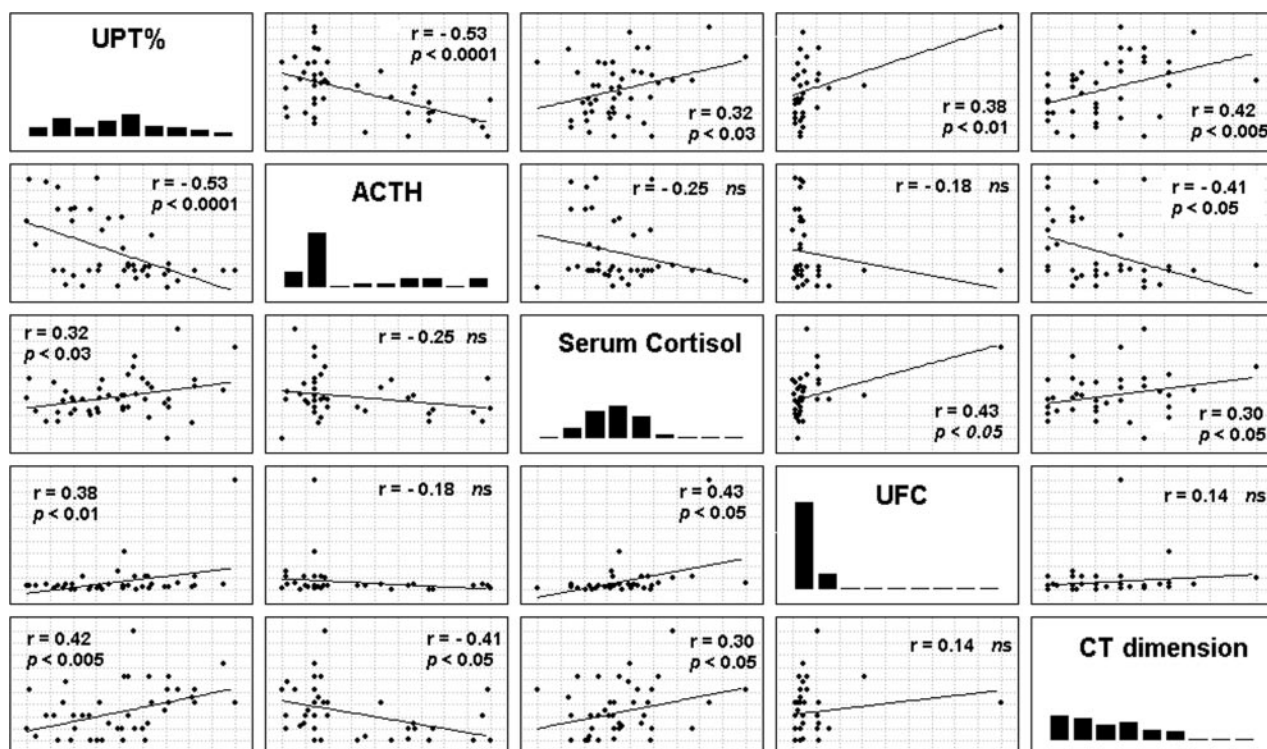 UPT%
r = - 0.53
p < 0.0001
r = 0.32
p < 0.03
r = 0.38
p < 0.01
r = 0.42
p < 0.005
r = - 0.53
p < 0.0001
ACTH
r = - 0.25 ns
r = - 0.18 ns
r = - 0.41
p < 0.05
r = 0.32
p < 0.03
r = - 0.25 ns
Serum Cortisol
r = 0.43
p < 0.05
r = 0.30
p < 0.05
r = 0.38
p < 0.01
r = - 0.18 ns
r = 0.43
p < 0.05
UFC
r = 0.14 ns
r = 0.42
p < 0.005
r = - 0.41
p < 0.05
r = 0.30
p < 0.05
r = 0.14 ns
CT dimension